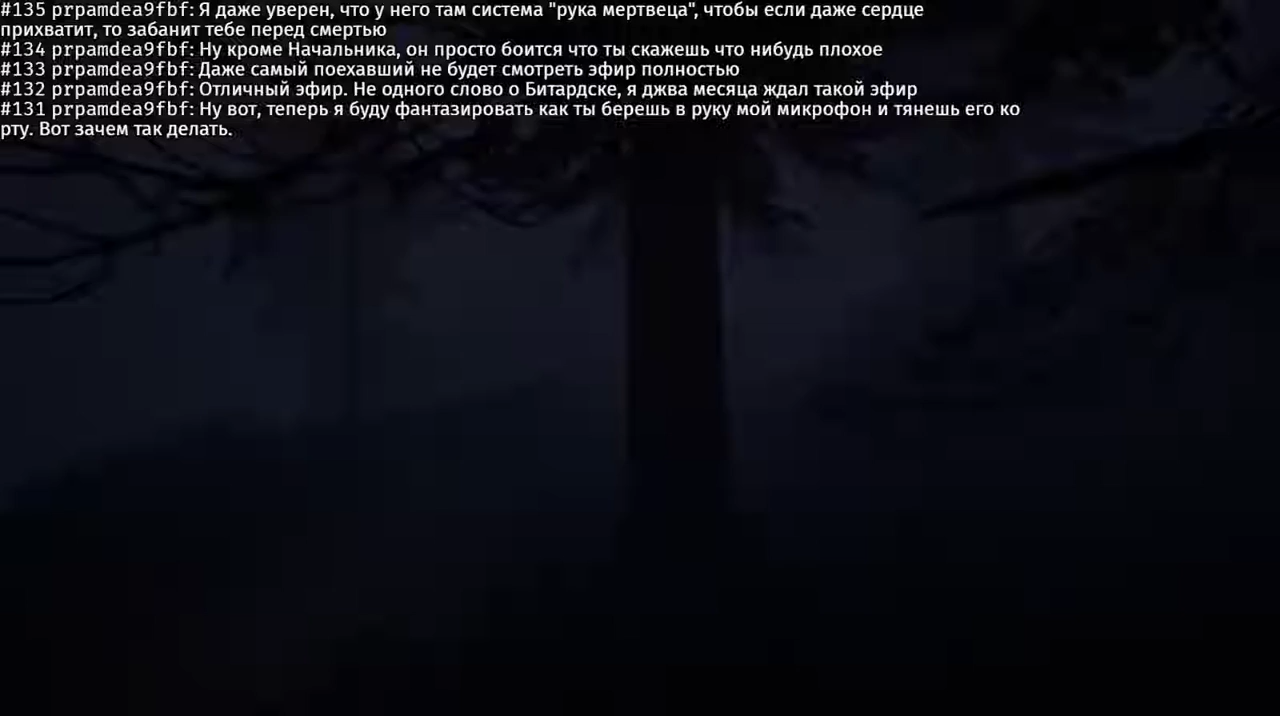 #135 prpamdea9fbf: Я даже уверен, что у него там система "рука мертвеца", чтобы если даже сердце
прихватит, то забанит тебе перед смертью
#134 prpamdea9fbf: Ну кроме Начальника, он просто боится что ты скажешь что нибудь плохое
#133 prpamdea9fbf: Даже самый поехавший не будет смотреть эфир полностью
#132 prpamdea9fbf: Отличный эфир. Не одного слово о Битардске, я джва месяца ждал такой эфир
#131 prpamdea9fbf: Ну вот, теперь я буду фантазировать как ты берешь в руку мой микрофон и тянешь его ко
рту. Вот зачем так делать.